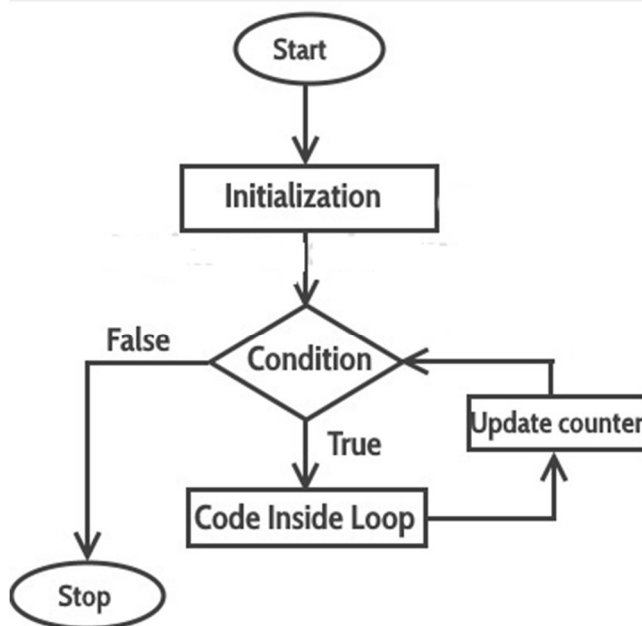 Start
Initialization
False
Condition
True
Update counter
Code Inside Loop
Stop